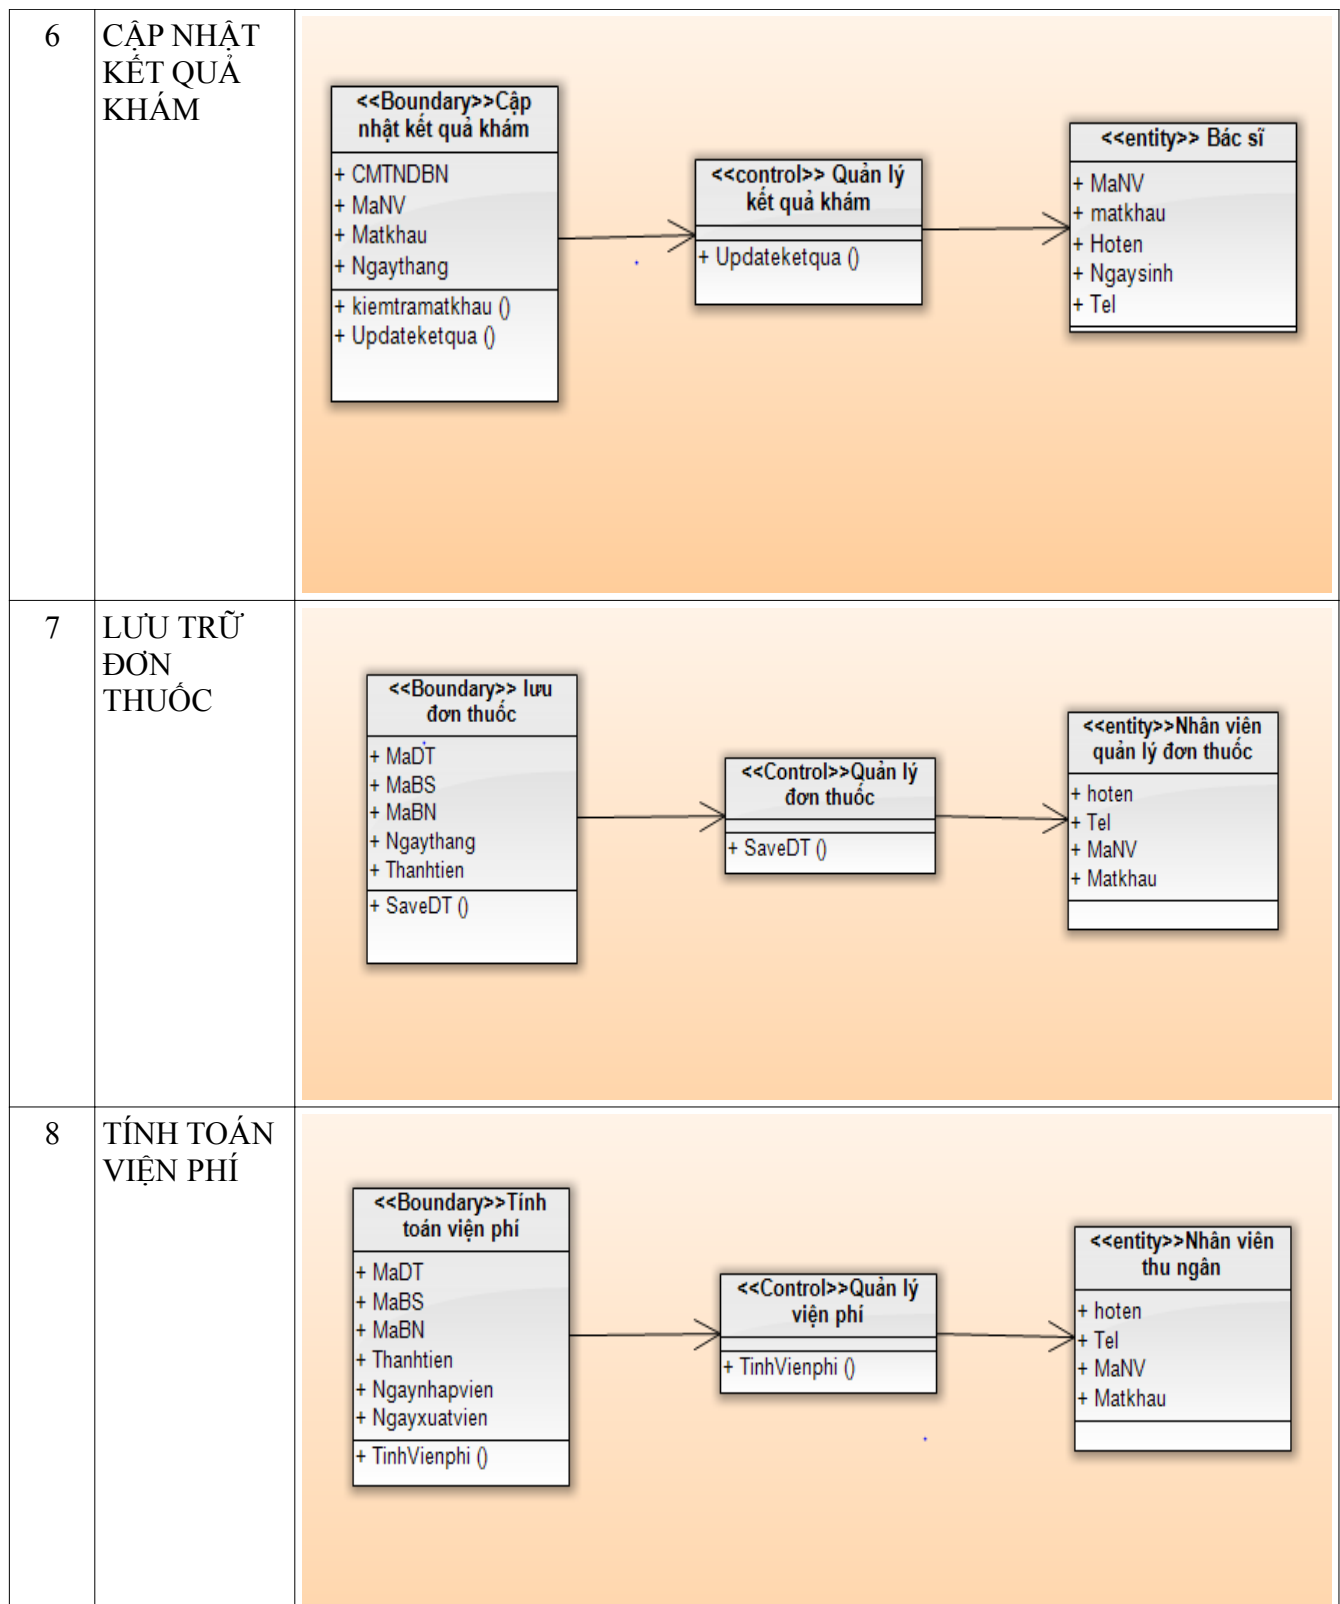 6
CẬP NHẬT
KẾT QUẢ
KHÁM
<<Boundary>>Cập
nhật kết quả khám
+ CMTNDBN
+ MaNV
+ Matkhau
+ Ngaythang
+ kiemtramatkhau ()
+ Updateketqua ()
<<control>> Quản lý
kết quả khám
+ Updateketqua ()
<<entity>> Bác sĩ
+ MaNV
+ matkhau
+ Hoten
+ Ngaysinh
+ Tel
7
LƯU TRỮ
ĐƠN
THUỐC
<<Boundary>> lưu
đơn thuốc
+ MaDT
+ MaBS
+ MaBN
+ Ngaythang
+ Thanhtien
+ SaveDT ()
<<Control>>Quản lý
đơn thuốc
+ SaveDT ()
<<entity>>Nhân viên
quản lý đơn thuốc
+ hoten
+ Tel
+ MaNV
+ Matkhau
8
TÍNH TOÁN
VIỆN PHÍ
<<Boundary>>Tính
toán viện phí
+ MaDT
+ MaBS
+ MaBN
+ Thanhtien
+ Ngaynhapvien
+ Ngayxuatvien
+ TinhVienphi ()
<<Control>>Quản lý
viện phí
+ TinhVienphi ()
<<entity>>Nhân viên
thu ngân
+ hoten
+ Tel
+ MaNV
+ Matkhau